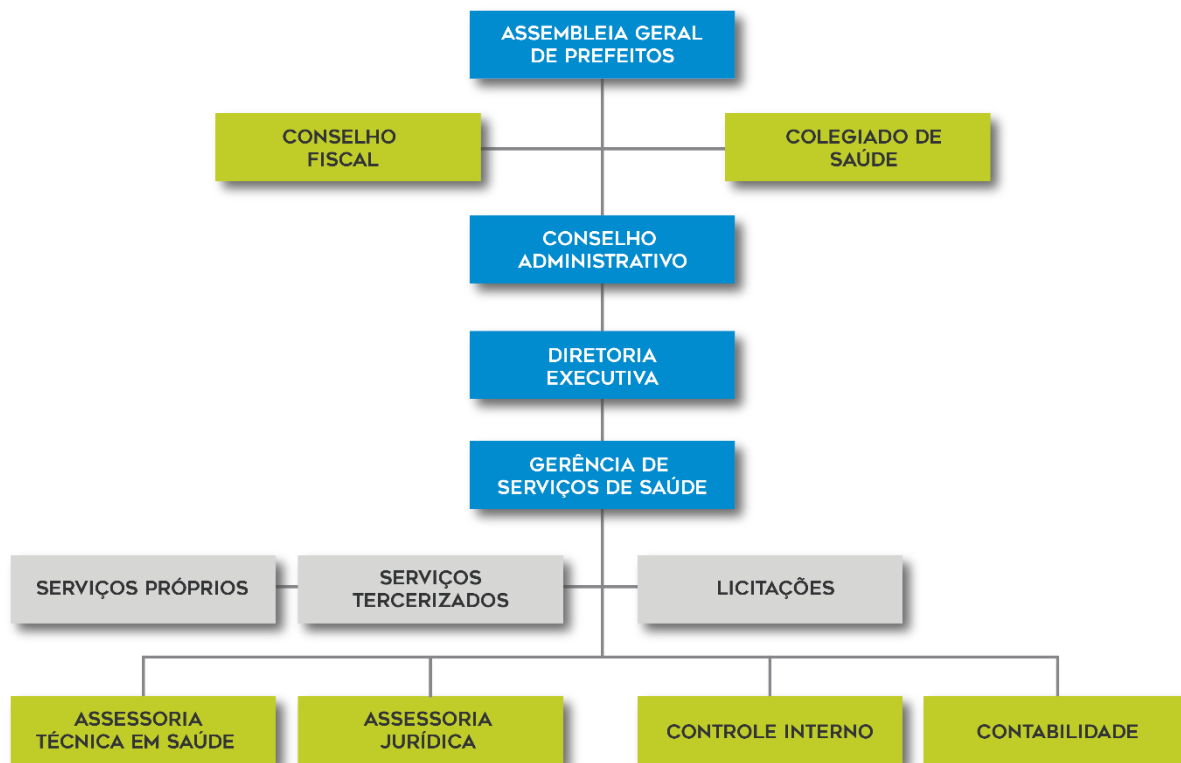 ASSEMBLEIA GERAL
DE PREFEITOS
CONSELHO
FISCAL
COLEGIADO DE
SAÚDE
CONSELHO
ADMINISTRATIVO
DIRETORIA
EXECUTIVA
GERÊNCIA DE
SERVIÇOS DE SAÚDE
SERVIÇOS PRÓPRIOS
SERVIÇOS
TERCERIZADOS
LICITAÇÕES
ASSESSORIA
TÉCNICA EM SAÚDE
ASSESSORIA
JURÍDICA
CONTROLE INTERNO
CONTABILIDADE